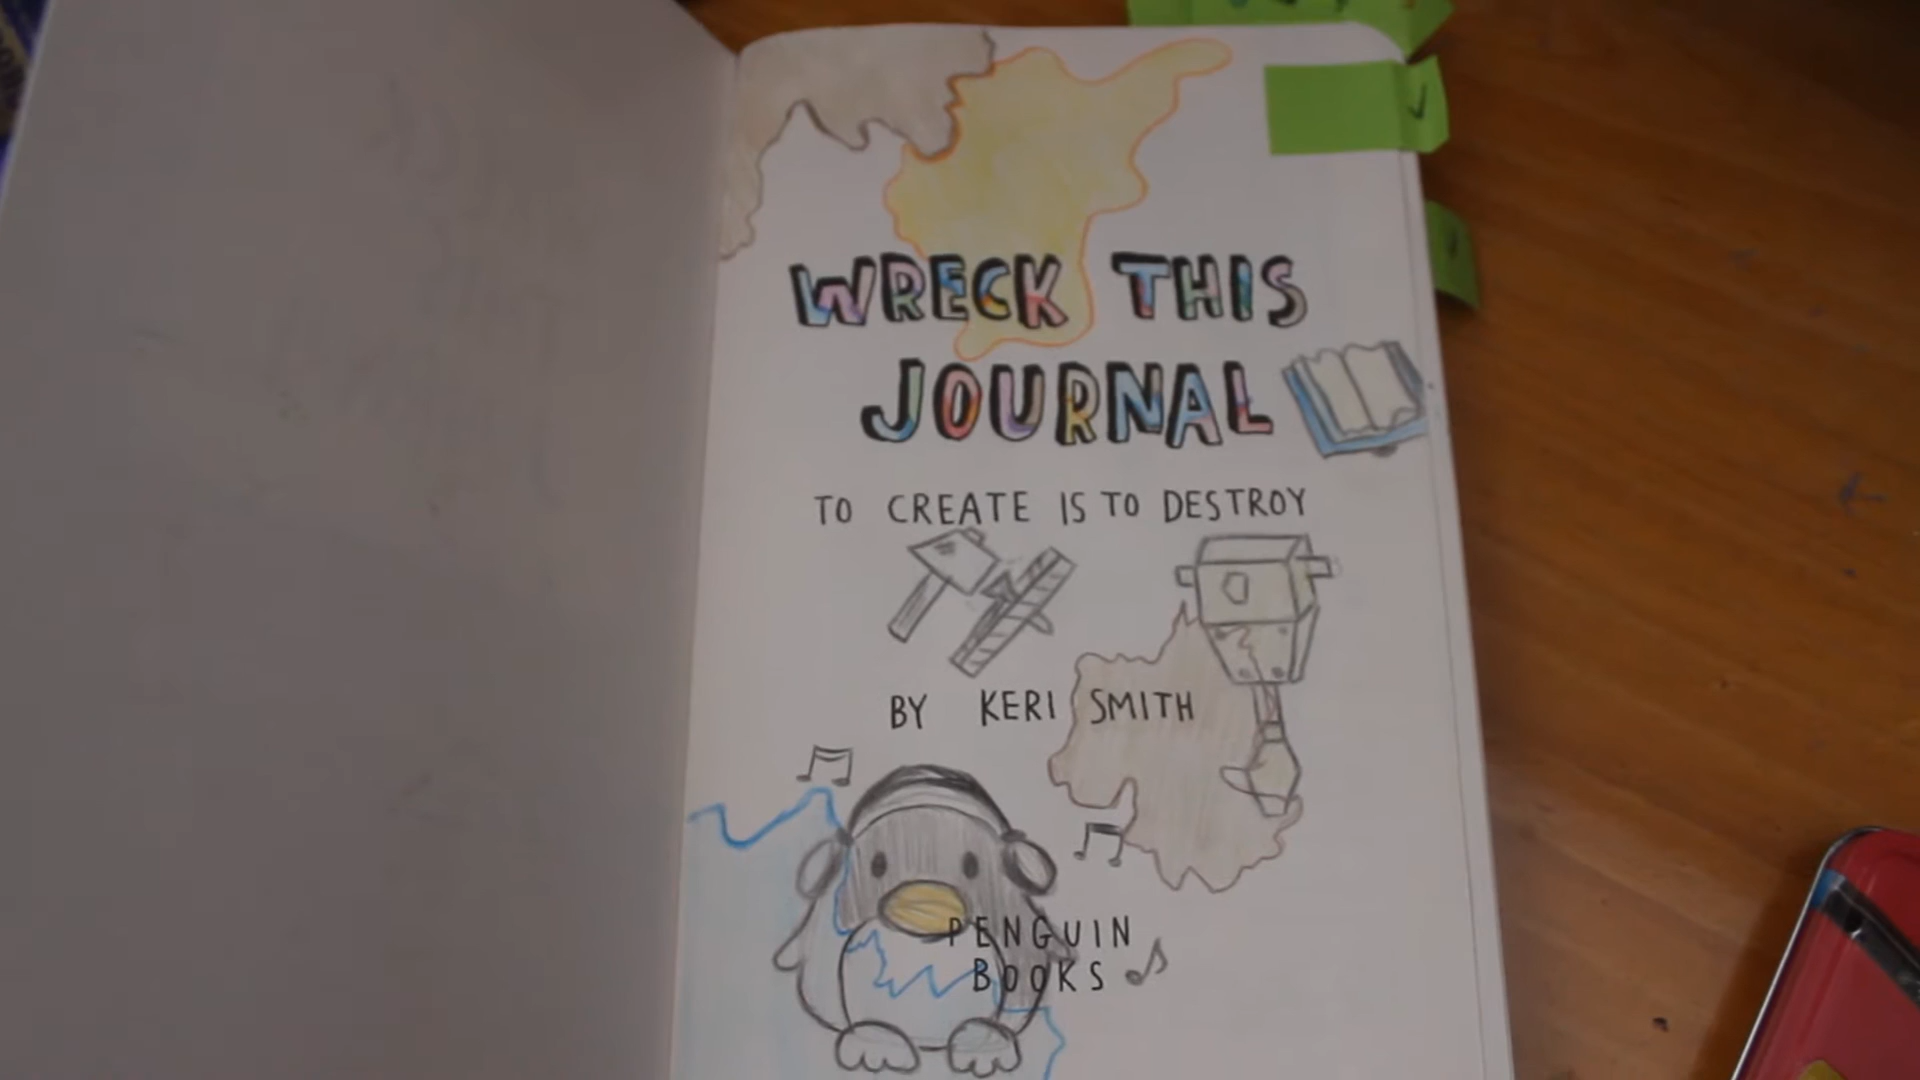 WRECK THIS
JOURNAL
TO CREATE IS TO DESTROY
BY KERI SMITH
PENGUIN
BOOKS